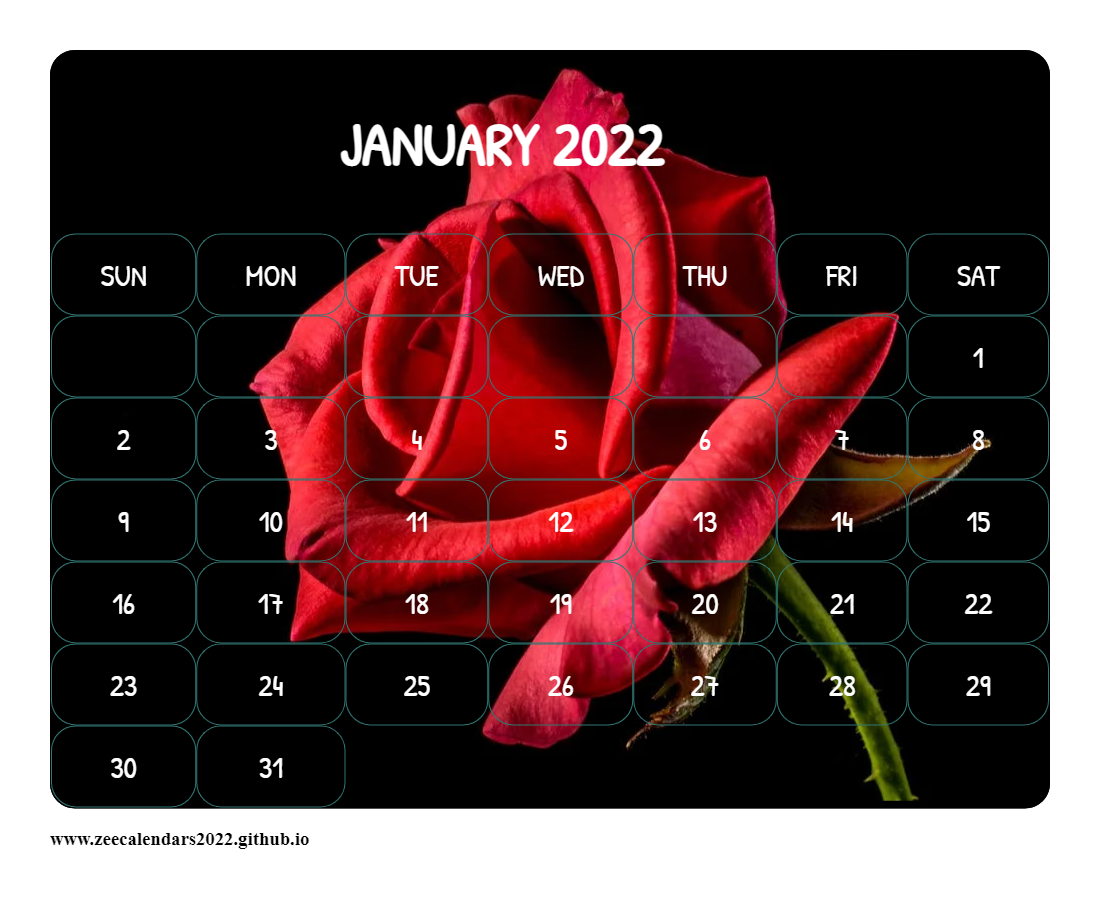 JANUARY 2022
SUN MON TUE WED THU FRI SAT
1
2 3 4 5 6 7 8
9 10 11 12 13 14 15
16 17 18 19 20 21 22
23 24 25 26 27 28 29
30 31
www.zeecalendars2022.github.io